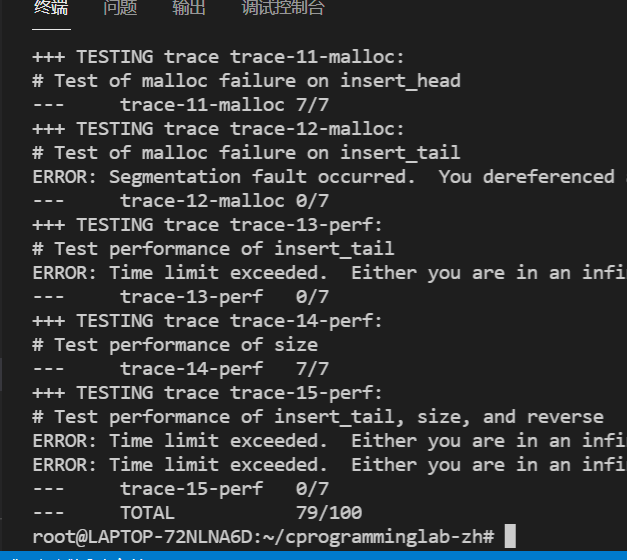 终端 问题 输出 调试控制台
+++ TESTING trace trace-11-malloc:
# Test of malloc failure on insert_head
---     trace-11-malloc 7/7
+++ TESTING trace trace-12-malloc:
# Test of malloc failure on insert_tail
ERROR: Segmentation fault occurred.  You dereferenced
---     trace-12-malloc 0/7
+++ TESTING trace trace-13-perf:
# Test performance of insert_tail
ERROR: Time limit exceeded.  Either you are in an infi
---     trace-13-perf   0/7
+++ TESTING trace trace-14-perf:
# Test performance of size
---     trace-14-perf   7/7
+++ TESTING trace trace-15-perf:
# Test performance of insert_tail, size, and reverse
ERROR: Time limit exceeded.  Either you are in an infi
ERROR: Time limit exceeded.  Either you are in an infi
---     trace-15-perf   0/7
---     TOTAL           79/100
root@LAPTOP-72NLNA6D:~/cprogramminglab-zh#